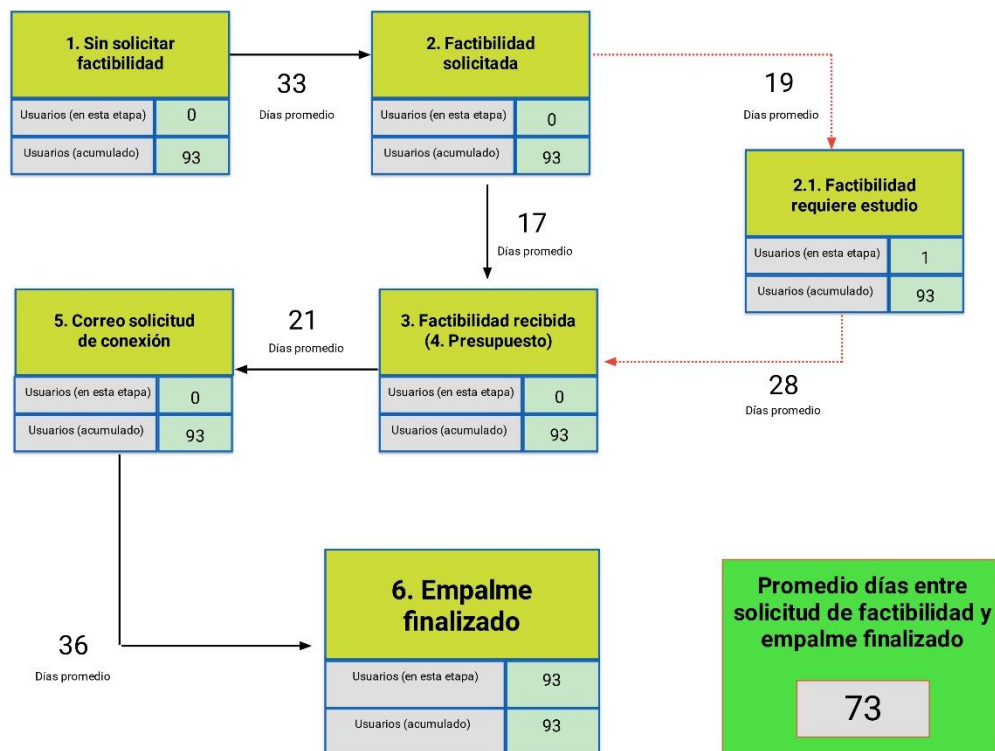 1. Sin solicitar
factibilidad
Usuarios (en esta etapa) 0
Usuarios (acumulado) 93
33
Días promedio
2. Factibilidad
solicitada
Usuarios (en esta etapa) 0
Usuarios (acumulado) 93
19
Días promedio
2.1. Factibilidad
requiere estudio
Usuarios (en esta etapa) 1
Usuarios (acumulado) 93
17
Días promedio
28
Días promedio
3. Factibilidad recibida
(4. Presupuesto)
Usuarios (en esta etapa) 0
Usuarios (acumulado) 93
21
Días promedio
5. Correo solicitud
de conexión
Usuarios (en esta etapa) 0
Usuarios (acumulado) 93
36
Días promedio
6. Empalme
finalizado
Usuarios (en esta etapa) 93
Usuarios (acumulado) 93
Promedio días entre
solicitud de factibilidad y
empalme finalizado
73